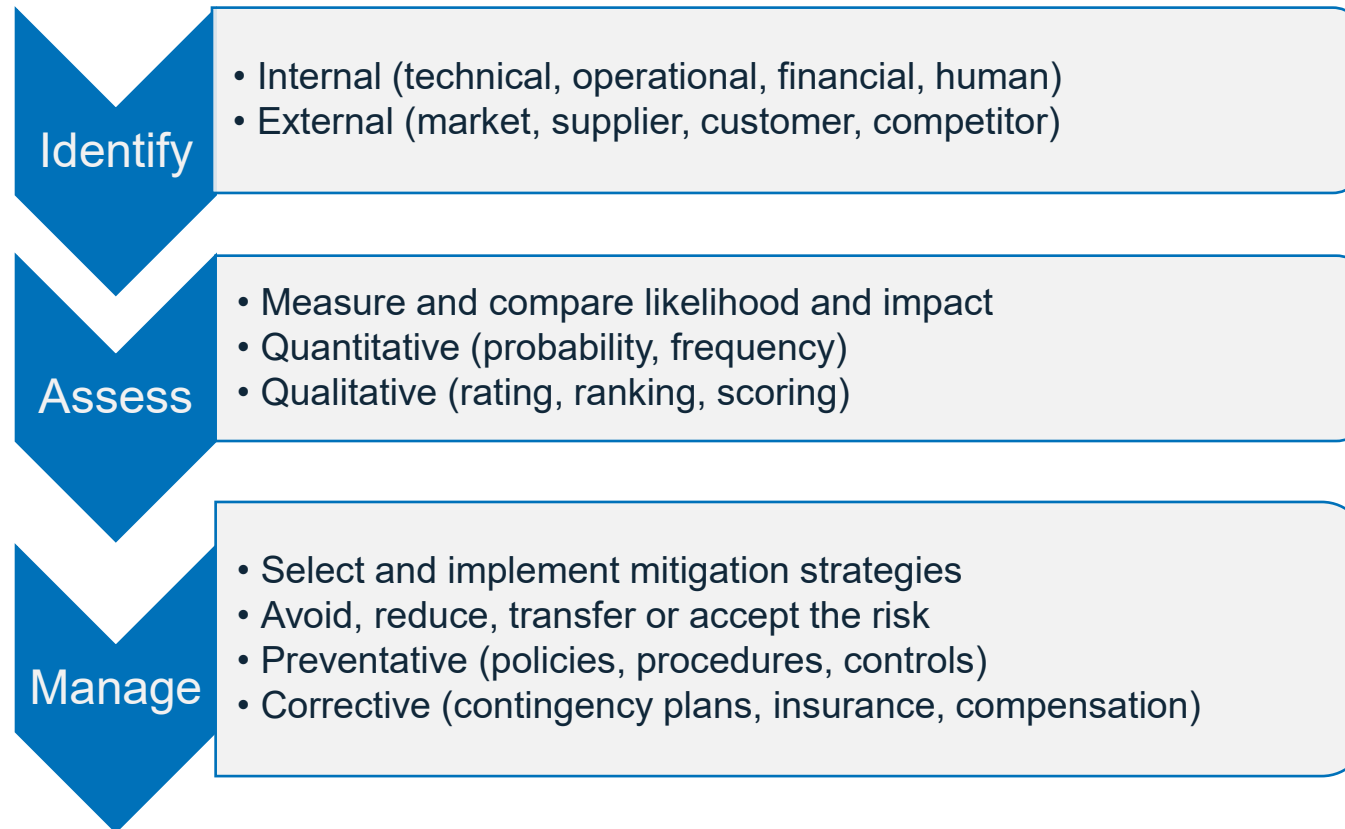 Identify
• Internal (technical, operational, financial, human)
• External (market, supplier, customer, competitor)
Assess
• Measure and compare likelihood and impact
• Quantitative (probability, frequency)
• Qualitative (rating, ranking, scoring)
Manage
• Select and implement mitigation strategies
• Avoid, reduce, transfer or accept the risk
• Preventative (policies, procedures, controls)
• Corrective (contingency plans, insurance, compensation)